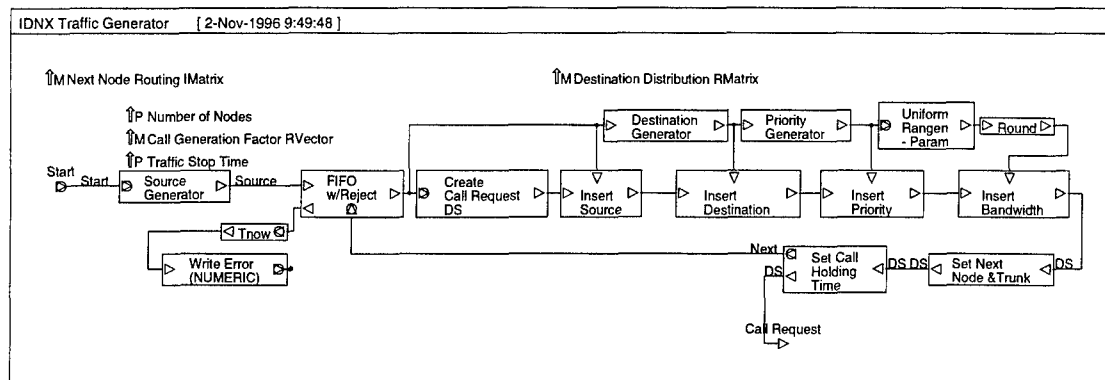 IDNX Traffic Generator [ 2-Nov-1996 9:49:48 ]
⇑M Next Node Routing IMatrix
⇑M Destination Distribution RMatrix
⇑P Number of Nodes
⇑M Call Generation Factor RVector
⇑P Traffic Stop Time
Destination
Generator
Priority
Generator
Uniform
Rangen
- Param
Round
Start
Start
Source
Generator
Source
FIFO
w/Reject
Create
Call Request
DS
Insert
Source
Insert
Destination
Insert
Priority
Insert
Bandwidth
Tnow
Write Error
(NUMERIC)
Next
DS
Set Call
Holding
Time
DS DS
Set Next
Node &Trunk
DS
Call Request